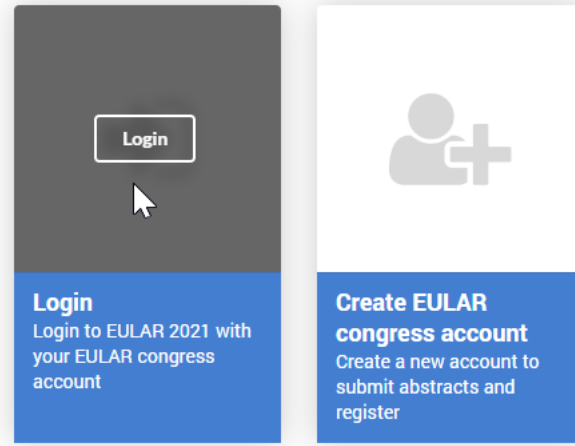 Login
Login
Login to EULAR 2021 with
your EULAR congress
account
Create EULAR
congress account
Create a new account to
submit abstracts and
register